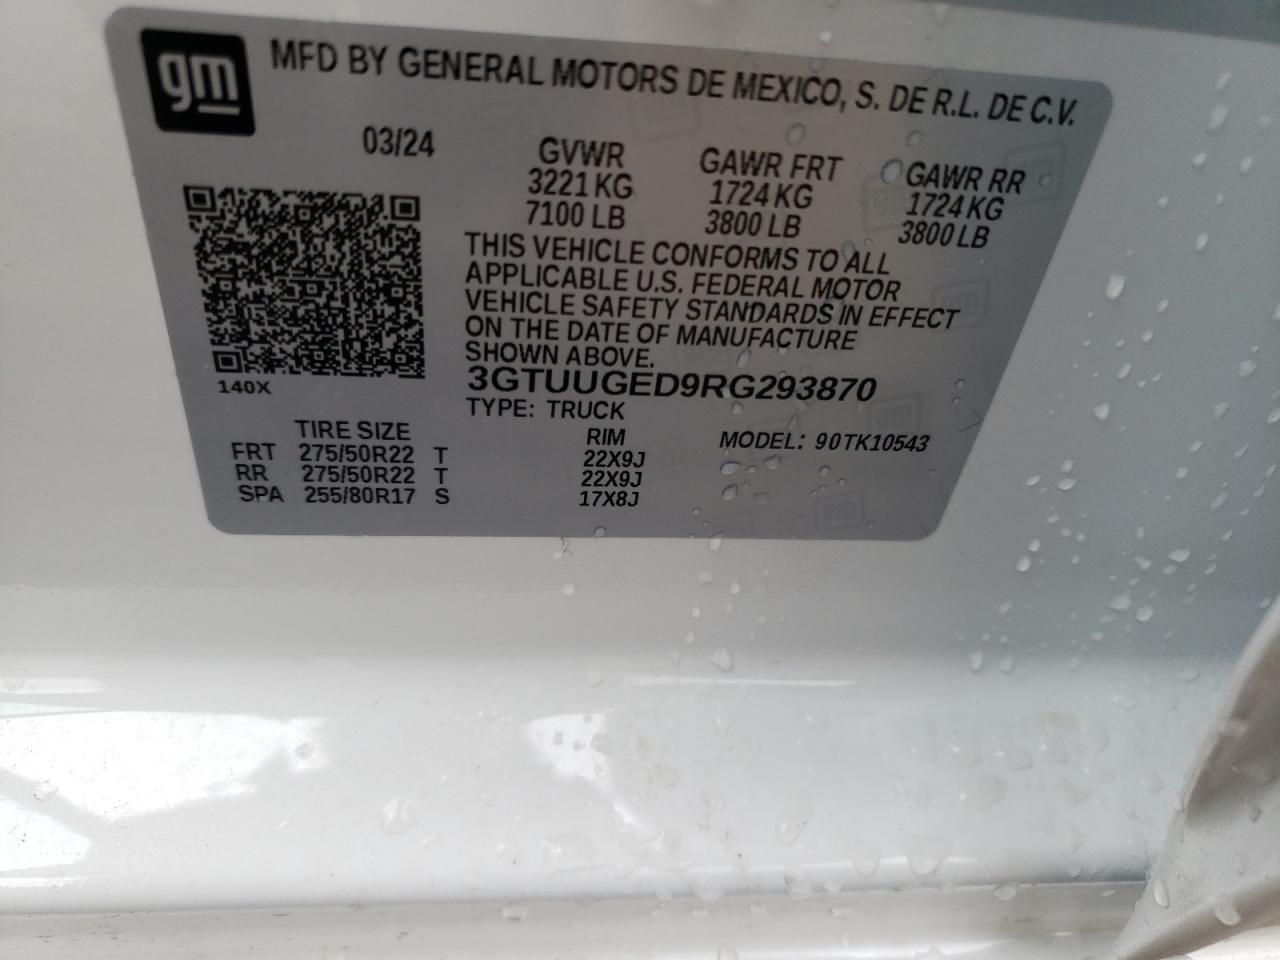 gm MFD BY GENERAL MOTORS DE MEXICO, S. DE R.L. DE C.V.
03/24 GVWR GAWR FRT GAWR RR
3221 KG 1724 KG 1724 KG
7100 LB 3800 LB 3800 LB
THIS VEHICLE CONFORMS TO ALL
APPLICABLE U.S. FEDERAL MOTOR
VEHICLE SAFETY STANDARDS IN EFFECT
ON THE DATE OF MANUFACTURE
SHOWN ABOVE.
140X
3GTUUGED9RG293870
TYPE: TRUCK
TIRE SIZE RIM MODEL: 90TK10543
FRT 275/50R22 T 22X9J
RR 275/50R22 T 22X9J
SPA 255/80R17 S 17X8J